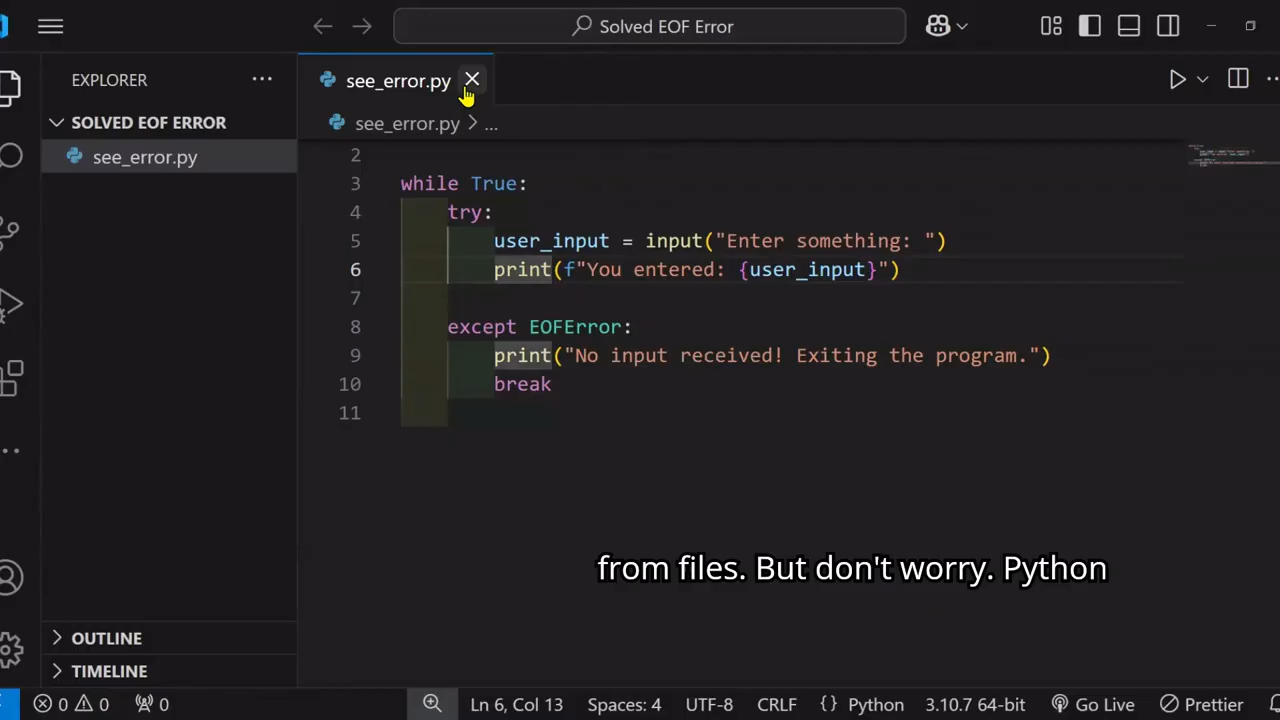 Solved EOF Error
EXPLORER
see_error.py
SOLVED EOF ERROR
see_error.py > ...
see_error.py
2
3 while True:
4 try:
5 user_input = input("Enter something: ")
6 print(f"You entered: {user_input}")
7
8 except EOFError:
9 print("No input received! Exiting the program.")
10 break
11
from files. But don't worry. Python
OUTLINE
TIMELINE
0 0 0 Ln 6, Col 13 Spaces: 4 UTF-8 CRLF {} Python 3.10.7 64-bit Go Live Prettier